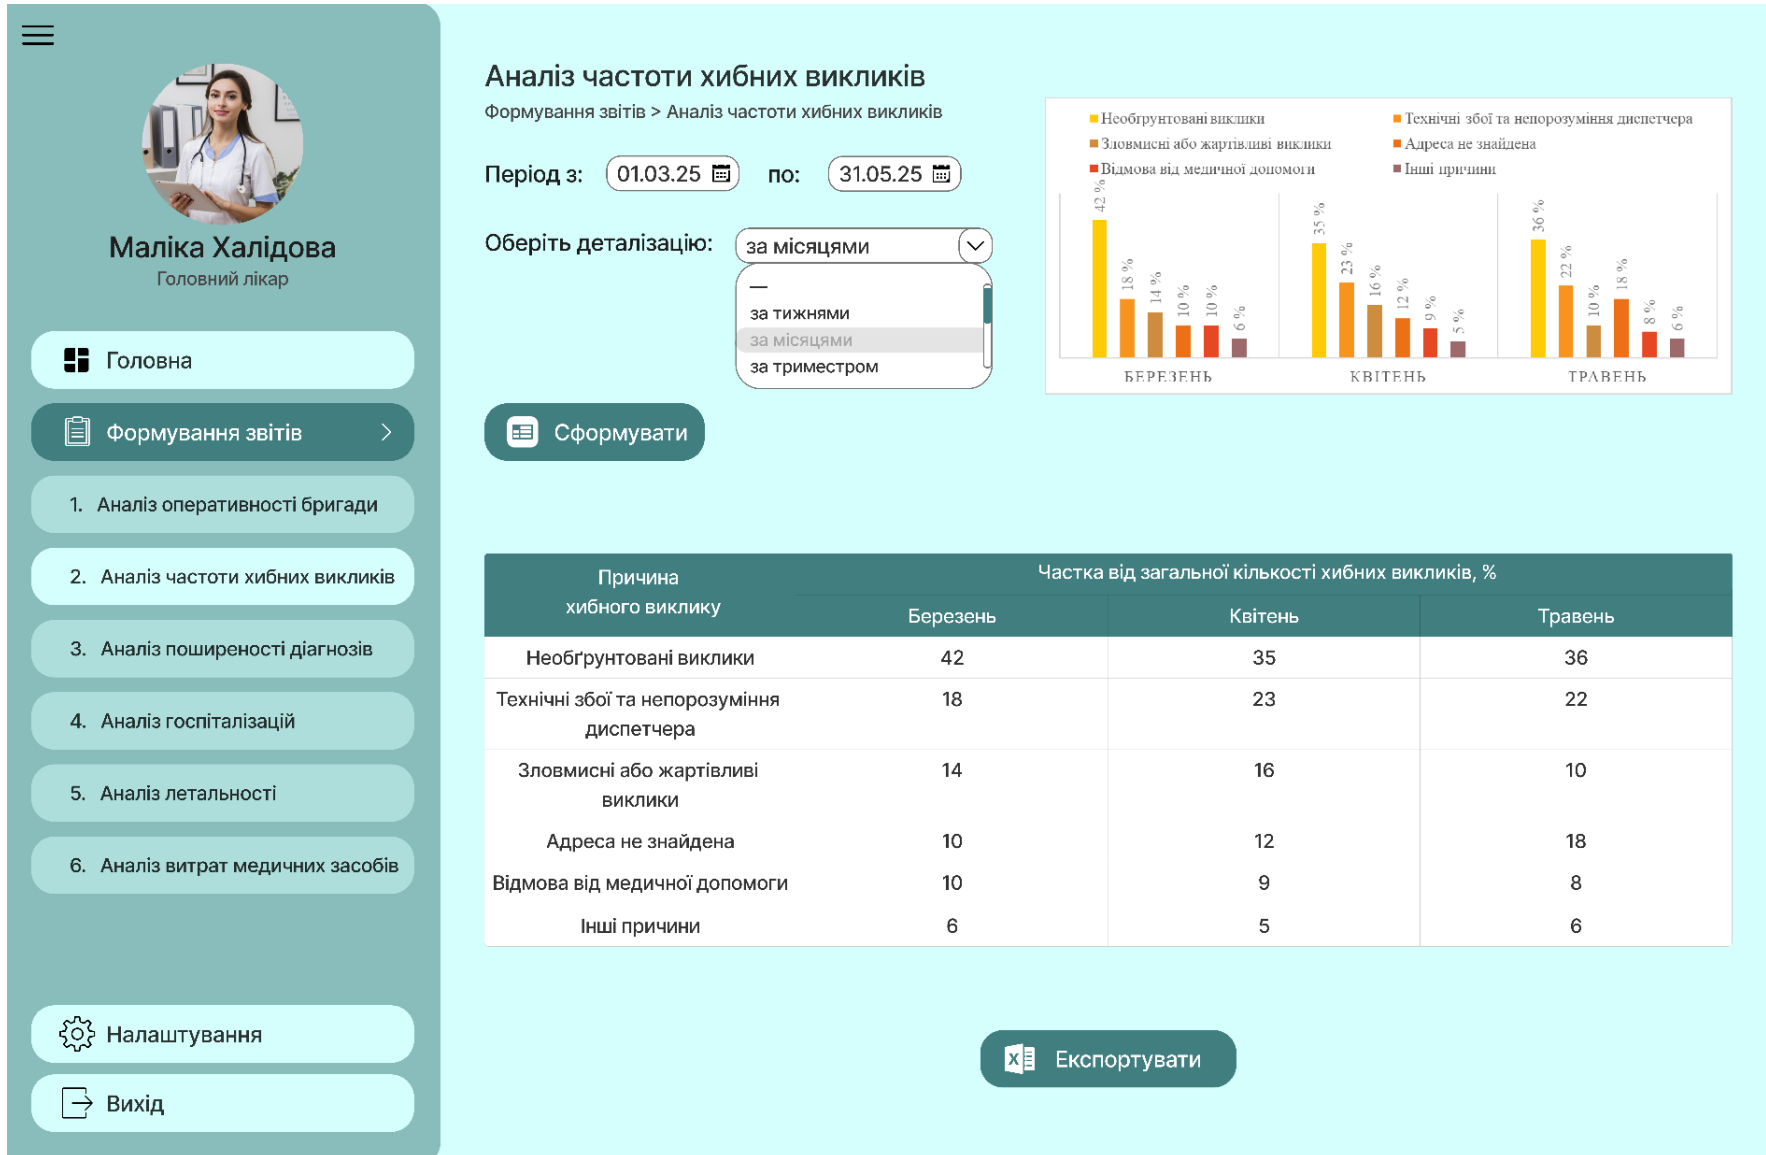 Маліка Халідова
Головний лікар
Головна
Формування звітів
1. Аналіз оперативності бригади
2. Аналіз частоти хибних викликів
3. Аналіз поширеності діагнозів
4. Аналіз госпіталізацій
5. Аналіз летальності
6. Аналіз витрат медичних засобів
Налаштування
Вихід
Аналіз частоти хибних викликів
Формування звітів > Аналіз частоти хибних викликів
Період з: 01.03.25 по: 31.05.25
Оберіть деталізацію: за місяцями
—
за тижнями
за місяцями
за триместром
Сформувати
Необґрунтовані виклики Технічні збої та непорозуміння диспетчера
Зловмисні або жартівливі виклики Адреса не знайдена
Відмова від медичної допомоги Інші причини
42 % 18 % 14 % 10 % 10 % 6 % 35 % 23 % 16 % 12 % 9 % 5 % 36 % 22 % 10 % 18 % 8 % 6 %
БЕРЕЗЕНЬ КВІТЕНЬ ТРАВЕНЬ
Причина
хибного виклику
Частка від загальної кількості хибних викликів, %
Березень Квітень Травень
Необґрунтовані виклики 42 35 36
Технічні збої та непорозуміння 18 23 22
диспетчера
Зловмисні або жартівливі 14 16 10
виклики
Адреса не знайдена 10 12 18
Відмова від медичної допомоги 10 9 8
Інші причини 6 5 6
Експортувати